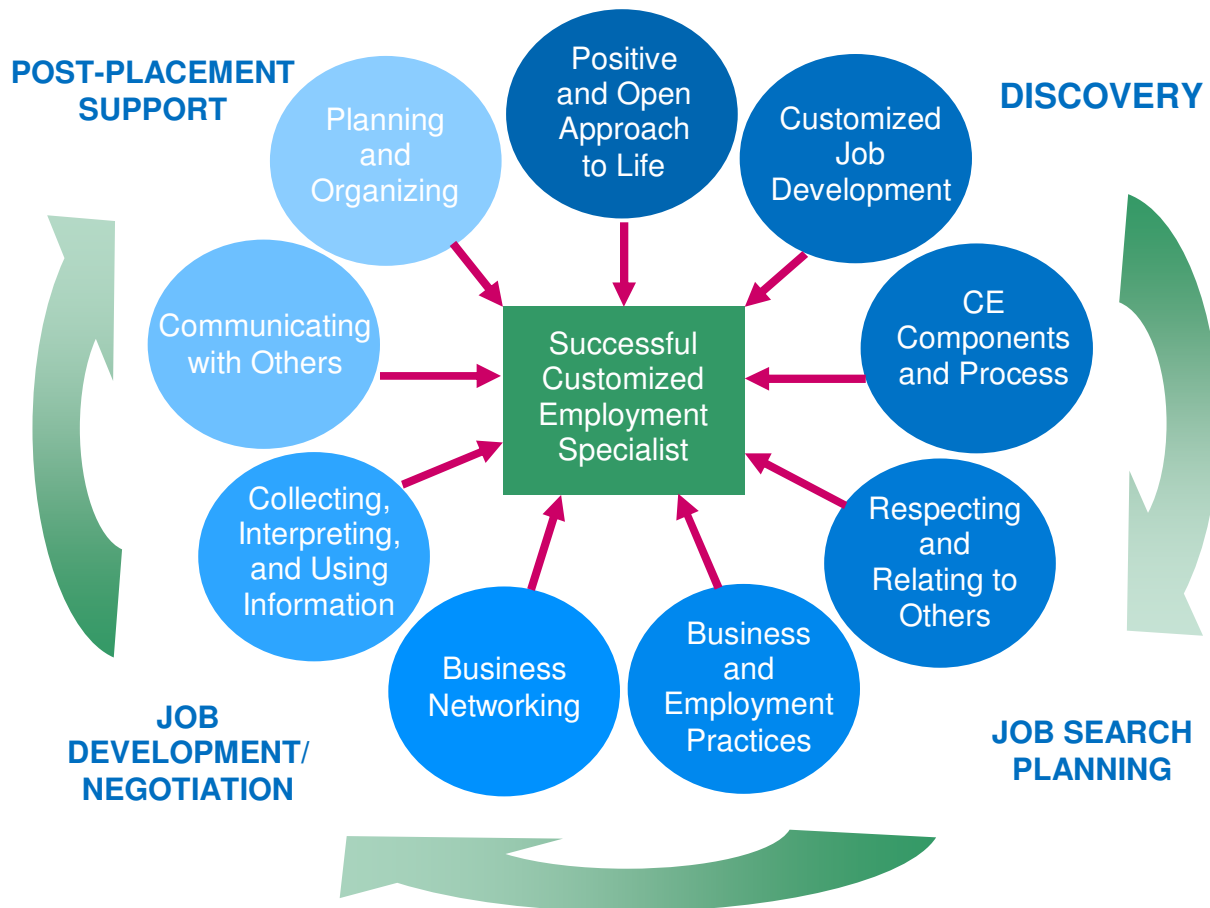 POST-PLACEMENT
SUPPORT
Planning
and
Organizing
Positive
and Open
Approach
to Life
Customized
Job
Development
DISCOVERY
Communicating
with Others
Successful
Customized
Employment
Specialist
CE
Components
and Process
Collecting,
Interpreting,
and Using
Information
Respecting
and
Relating to
Others
Business
Networking
Business
and
Employment
Practices
JOB
DEVELOPMENT/
NEGOTIATION
JOB SEARCH
PLANNING